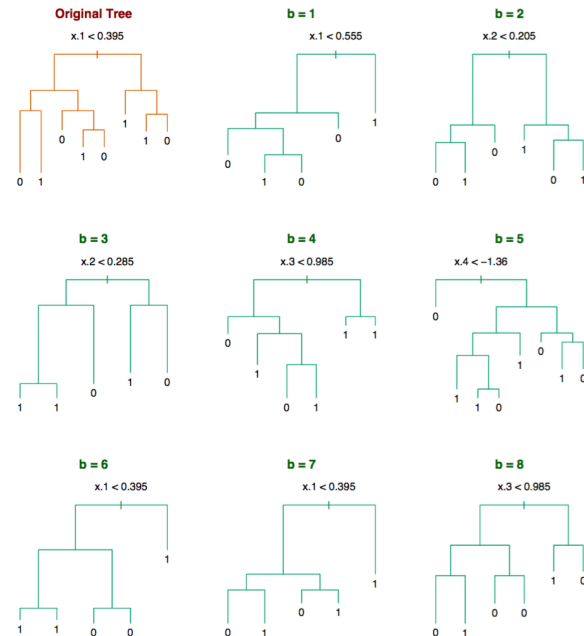 Original Tree b = 1 b = 2
x.1 < 0.395 x.1 < 0.555 x.2 < 0.205
1 1
0 1 0 0 1
1 0 0
0 1 0 1 0 0 1 0 1
b = 3 b = 4 b = 5
x.2 < 0.285 x.3 < 0.985 x.4 < −1.36
0
0 1 1
1 0 1 1 0
0 1 0
1 1 0 1 1 1 0
b = 6 b = 7 b = 8
x.1 < 0.395 x.1 < 0.395 x.3 < 0.985
1
1 1 0
0 1 0 0
1 1 0 0 0 1 0 1